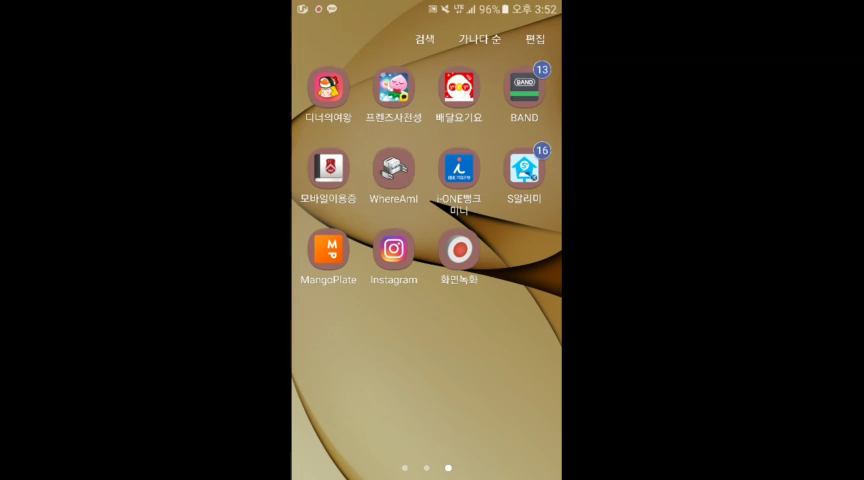 LTE 96% 오후 3:52
검색 가나다 순 편집
13
BAND
디너의여왕 프렌즈사천성 배달요기요 BAND
16
모바일이용증 WhereAmI i-ONE뱅크 S알리미
미니
M
P
MangoPlate Instagram 화면녹화